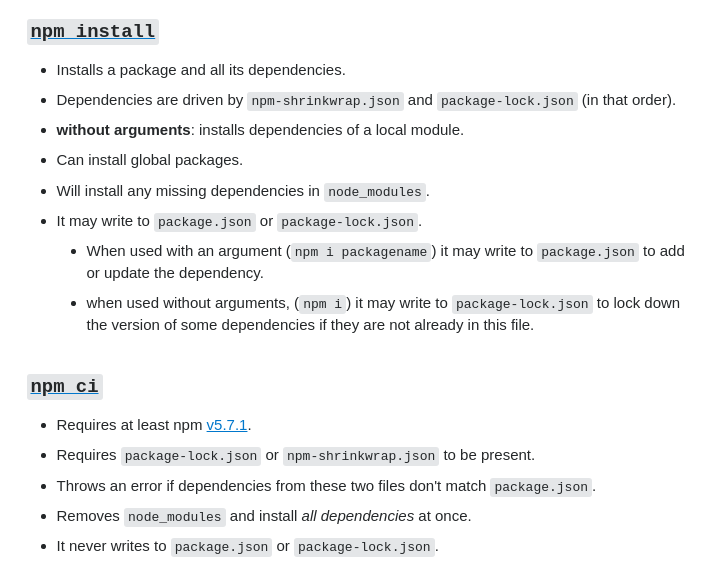 npm install
Installs a package and all its dependencies.
Dependencies are driven by npm-shrinkwrap.json and package-lock.json (in that order).
without arguments: installs dependencies of a local module.
Can install global packages.
Will install any missing dependencies in node_modules.
It may write to package.json or package-lock.json.
When used with an argument (npm i packagename) it may write to package.json to add
or update the dependency.
when used without arguments, (npm i) it may write to package-lock.json to lock down
the version of some dependencies if they are not already in this file.
npm ci
Requires at least npm v5.7.1.
Requires package-lock.json or npm-shrinkwrap.json to be present.
Throws an error if dependencies from these two files don't match package.json.
Removes node_modules and install all dependencies at once.
It never writes to package.json or package-lock.json.